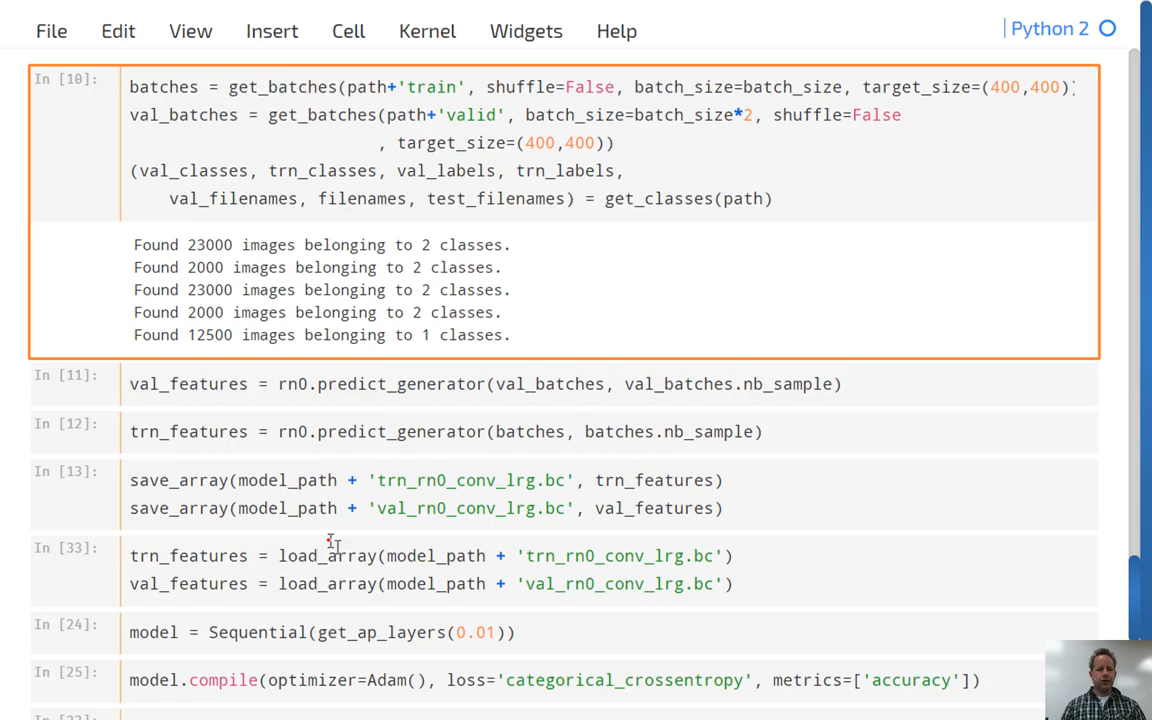 File Edit View Insert Cell Kernel Widgets Help Python 2
In [10]:
batches = get_batches(path+'train', shuffle=False, batch_size=batch_size, target_size=(400,400))
val_batches = get_batches(path+'valid', batch_size=batch_size*2, shuffle=False
, target_size=(400,400))
(val_classes, trn_classes, val_labels, trn_labels,
val_filenames, filenames, test_filenames) = get_classes(path)
Found 23000 images belonging to 2 classes.
Found 2000 images belonging to 2 classes.
Found 23000 images belonging to 2 classes.
Found 2000 images belonging to 2 classes.
Found 12500 images belonging to 1 classes.
In [11]:
val_features = rn0.predict_generator(val_batches, val_batches.nb_sample)
In [12]:
trn_features = rn0.predict_generator(batches, batches.nb_sample)
In [13]:
save_array(model_path + 'trn_rn0_conv_lrg.bc', trn_features)
save_array(model_path + 'val_rn0_conv_lrg.bc', val_features)
In [33]:
trn_features = load_array(model_path + 'trn_rn0_conv_lrg.bc')
val_features = load_array(model_path + 'val_rn0_conv_lrg.bc')
In [24]:
model = Sequential(get_ap_layers(0.01))
In [25]:
model.compile(optimizer=Adam(), loss='categorical_crossentropy', metrics=['accuracy'])